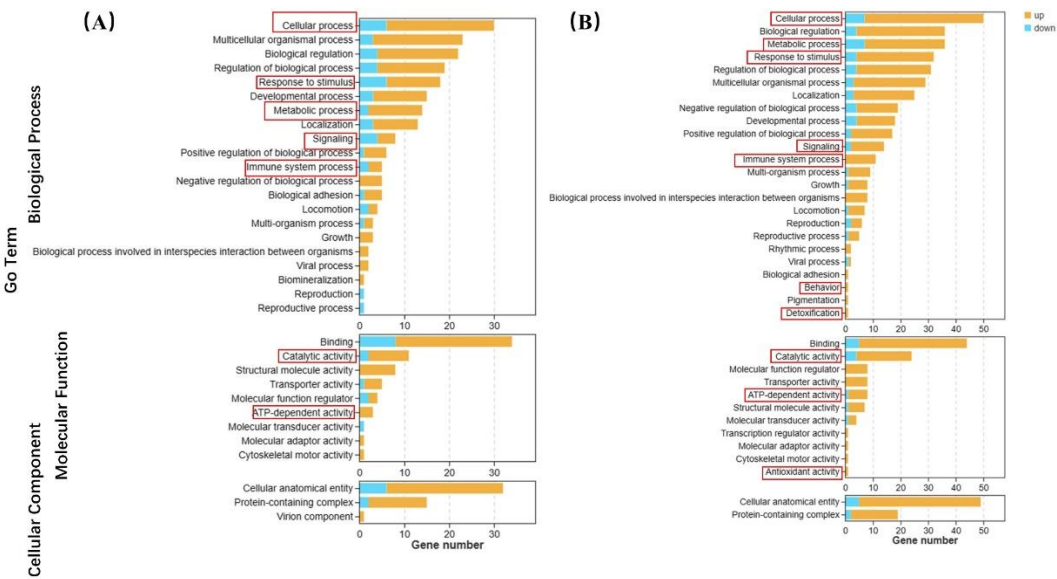 (A)
Go Term
Biological Process
Cellular process
Multicellular organismal process
Biological regulation
Regulation of biological process
Response to stimulus
Developmental process
Metabolic process
Localization
Signaling
Positive regulation of biological process
Immune system process
Negative regulation of biological process
Biological adhesion
Locomotion
Multi-organism process
Growth
Biological process involved in interspecies interaction between organisms
Viral process
Biomineralization
Reproduction
Reproductive process
0 10 20 30
Molecular Function
Binding
Catalytic activity
Structural molecule activity
Transporter activity
Molecular function regulator
ATP-dependent activity
Molecular transducer activity
Molecular adaptor activity
Cytoskeletal motor activity
0 10 20 30
Cellular Component
Cellular anatomical entity
Protein-containing complex
Virion component
0 10 20 30
Gene number
(B)
up
down
Cellular process
Biological regulation
Metabolic process
Response to stimulus
Regulation of biological process
Multicellular organismal process
Localization
Negative regulation of biological process
Developmental process
Positive regulation of biological process
Signaling
Immune system process
Multi-organism process
Growth
Biological process involved in interspecies interaction between organisms
Locomotion
Reproduction
Reproductive process
Rhythmic process
Viral process
Biological adhesion
Behavior
Pigmentation
Detoxification
0 10 20 30 40 50
Binding
Catalytic activity
Molecular function regulator
Transporter activity
ATP-dependent activity
Structural molecule activity
Molecular transducer activity
Transcription regulator activity
Molecular adaptor activity
Cytoskeletal motor activity
Antioxidant activity
0 10 20 30 40 50
Cellular anatomical entity
Protein-containing complex
0 10 20 30 40 50
Gene number